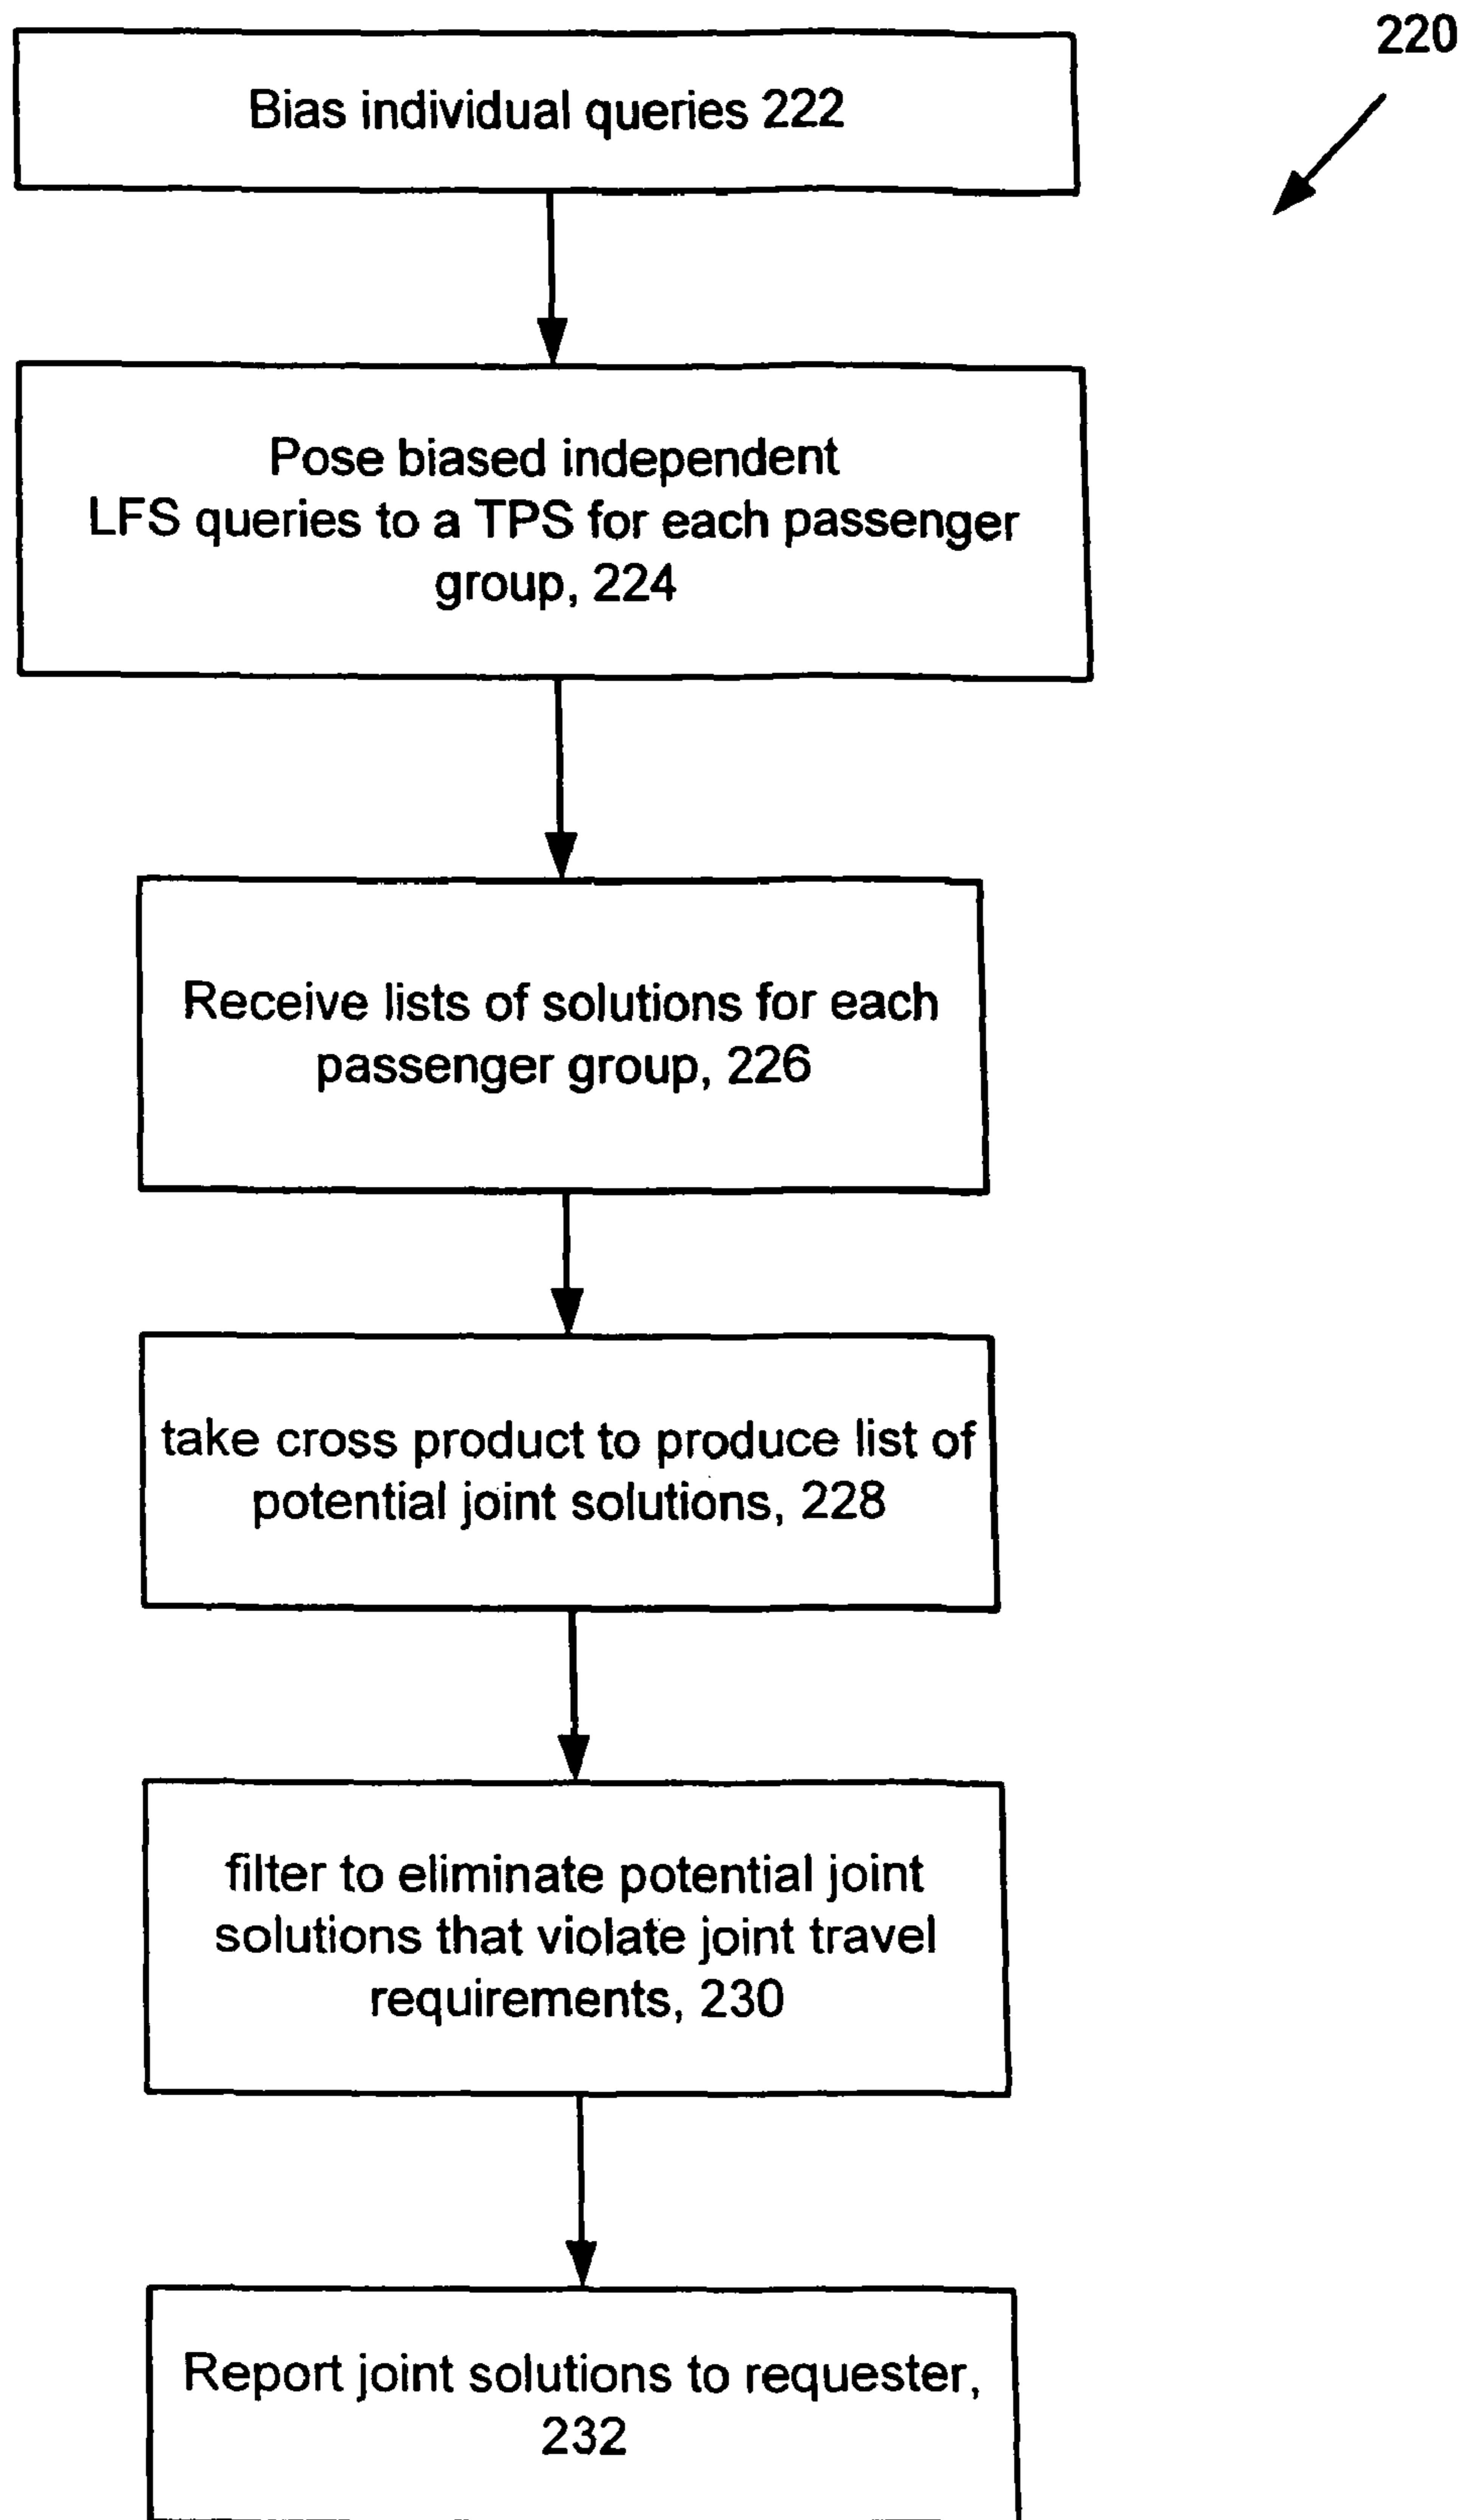 220
Bias individual queries 222
Pose biased independent
LFS queries to a TPS for each passenger
group, 224
Receive lists of solutions for each
passenger group, 226
take cross product to produce list of
potential joint solutions, 228
filter to eliminate potential joint
solutions that violate joint travel
requirements, 230
Report joint solutions to requester,
232